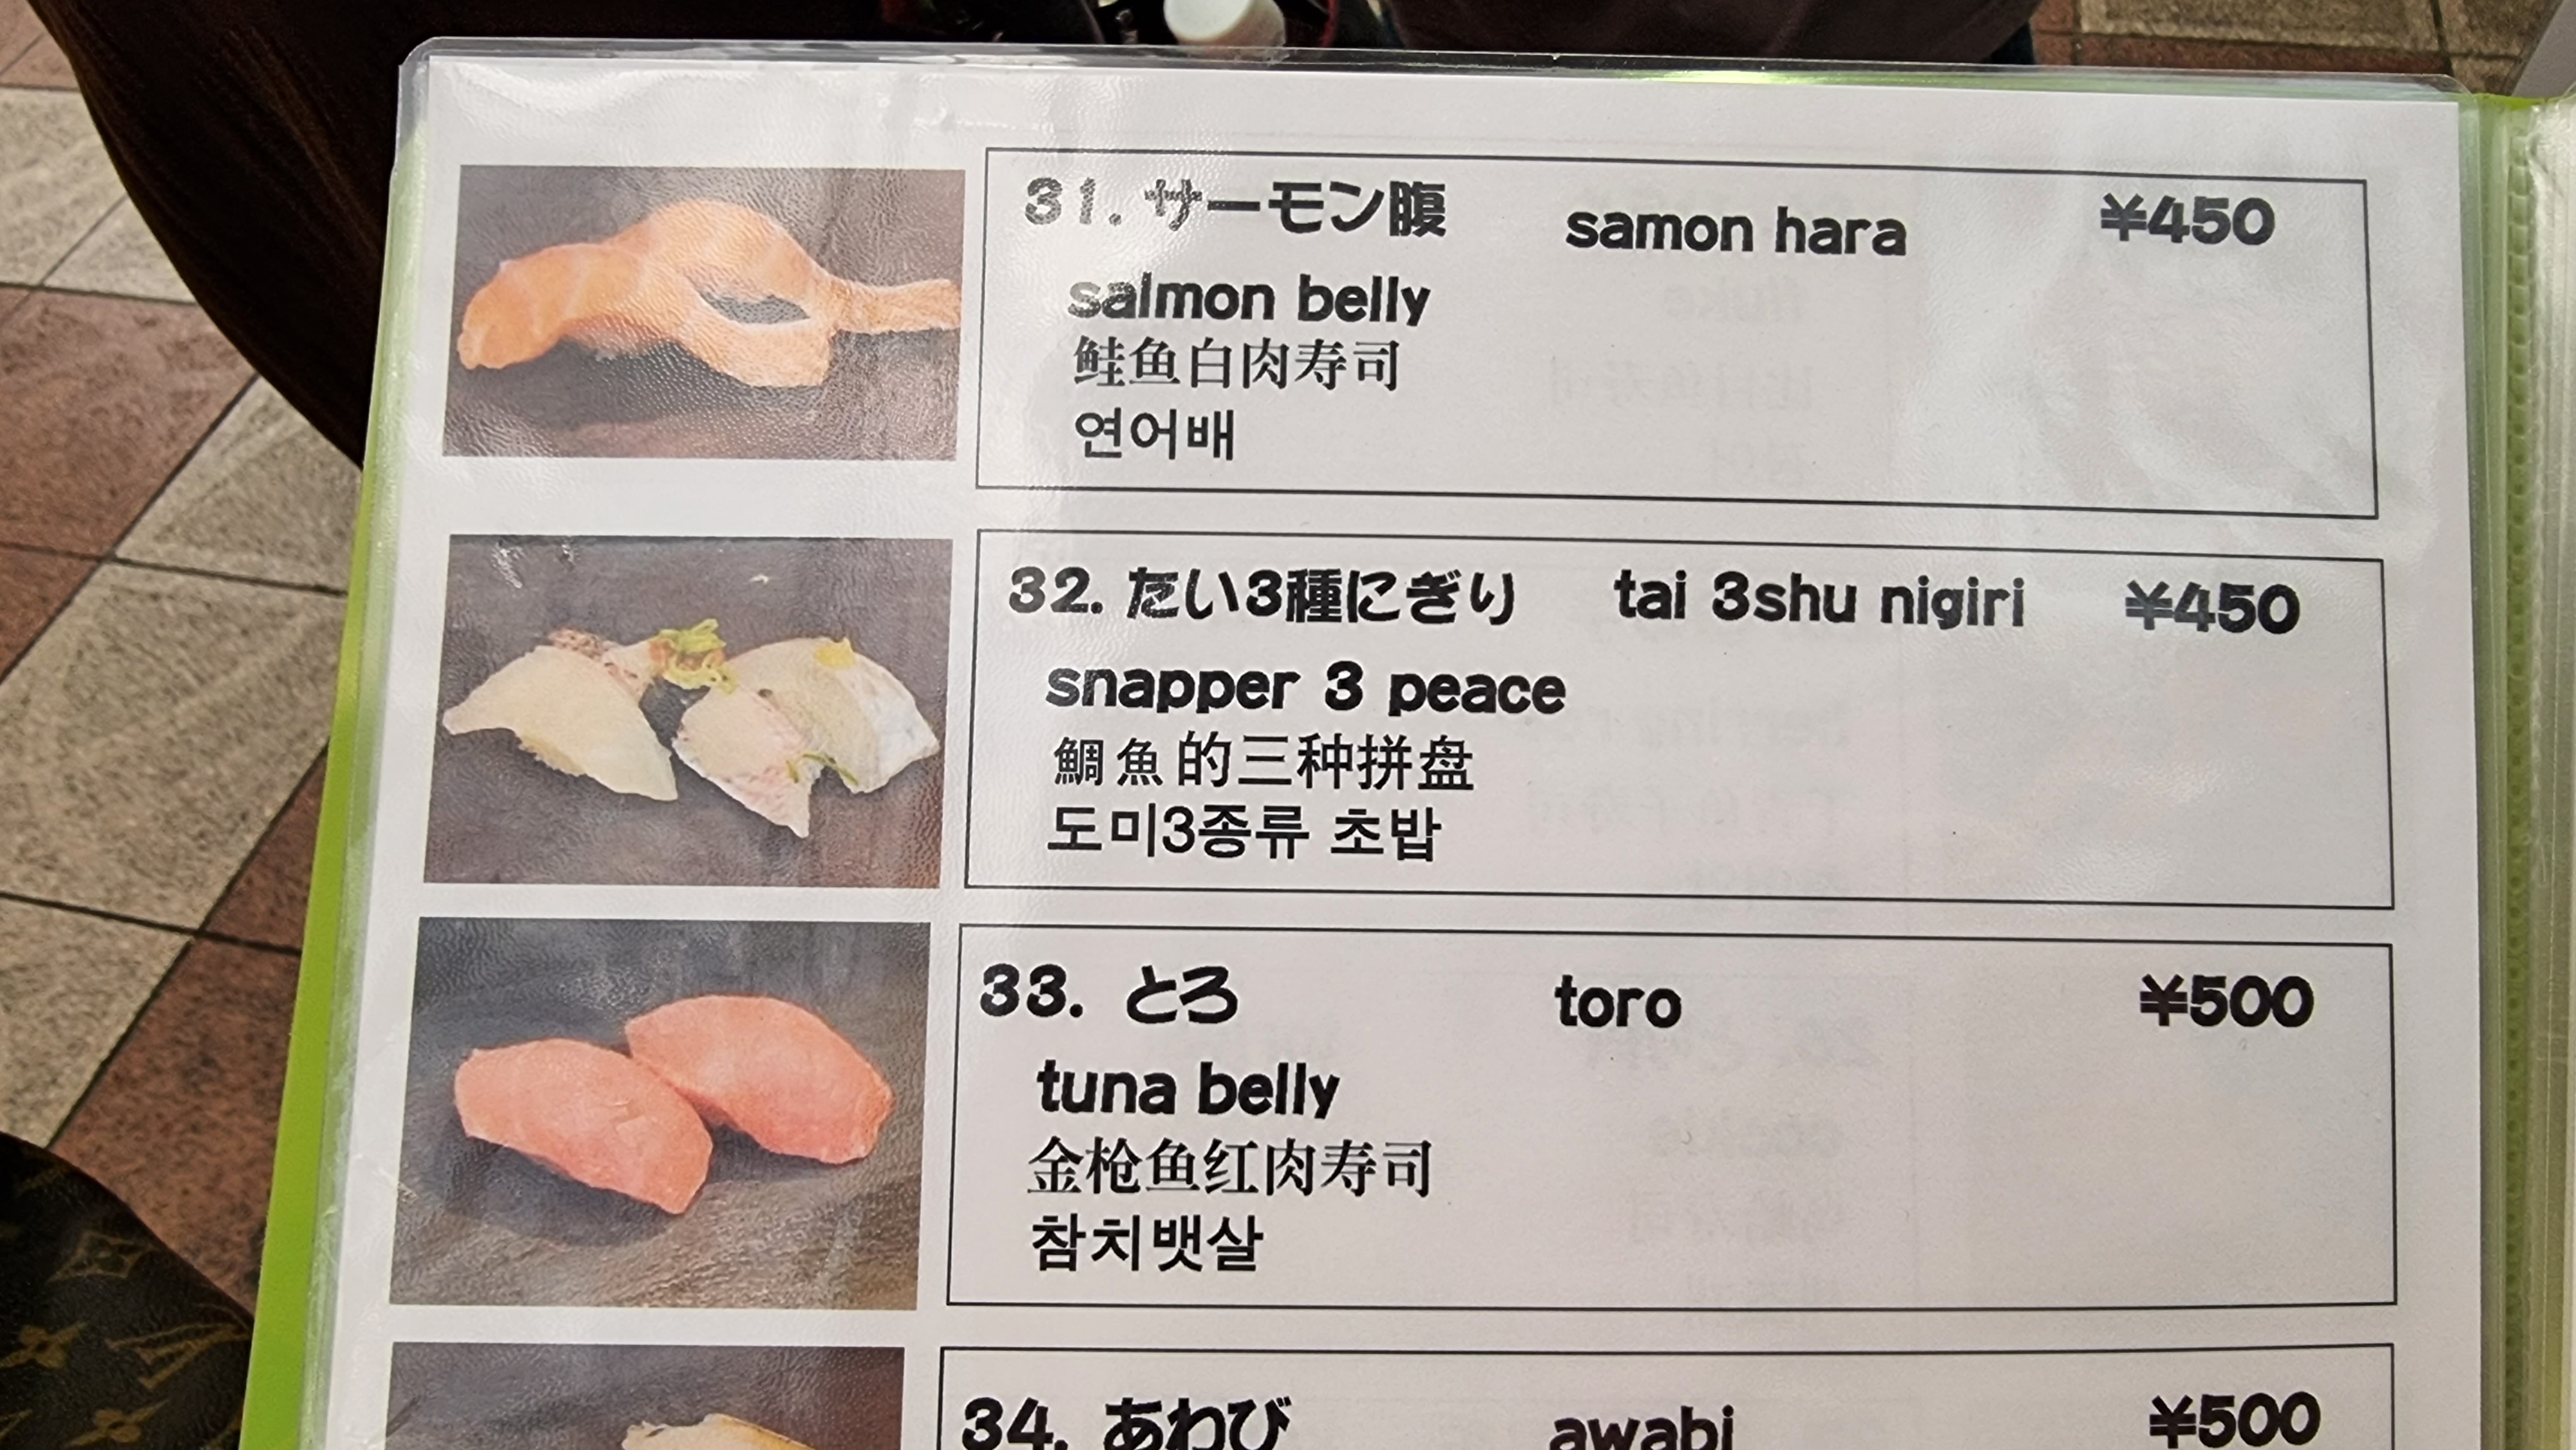 31. サーモン腹 samon hara ¥450
salmon belly
鲑鱼白肉寿司
연어배
32. たい3種にぎり tai 3shu nigiri ¥450
snapper 3 peace
鯛魚的三种拼盘
도미3종류 초밥
33. とろ toro ¥500
tuna belly
金枪鱼红肉寿司
참치뱃살
34. あわび awabi ¥500